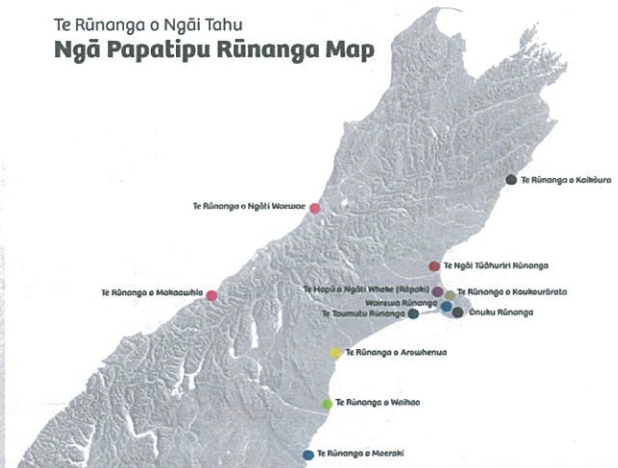 Te Rūnanga o Ngāi Tahu
Ngā Papatipu Rūnanga Map
Te Rūnanga o Kaikōura
Te Rūnanga o Ngāti Waewae
Te Ngāi Tūāhuriri Rūnanga
Te Rūnanga o Makaawhio
Te Hapū o Ngāti Wheke (Rāpaki)
Te Rūnanga o Koukourārata
Wairewa Rūnanga
Ōnuku Rūnanga
Te Taumutu Rūnanga
Te Rūnanga o Arowhenua
Te Rūnanga o Waihao
Te Rūnanga o Moeraki